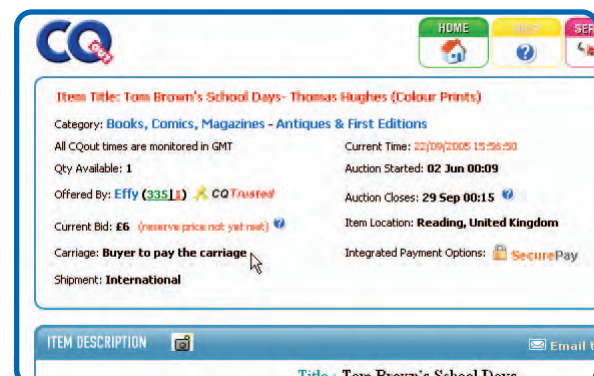 CQ
HOME
Item Title: Tom Brown's School Days- Thomas Hughes (Colour Prints)
Category: Books, Comics, Magazines - Antiques & First Editions
All CQout times are monitored in GMT
Current Time: 22/09/2005 15:56:50
Qty Available: 1
Auction Started: 02 Jun 00:09
Offered By: Effy (335|1) CQTrusted
Auction Closes: 29 Sep 00:15
Current Bid: £6 (reserve price not yet met)
Item Location: Reading, United Kingdom
Carriage: Buyer to pay the carriage
Integrated Payment Options: SecurePay
Shipment: International
ITEM DESCRIPTION
Email
Title : Tom Brown's School Days